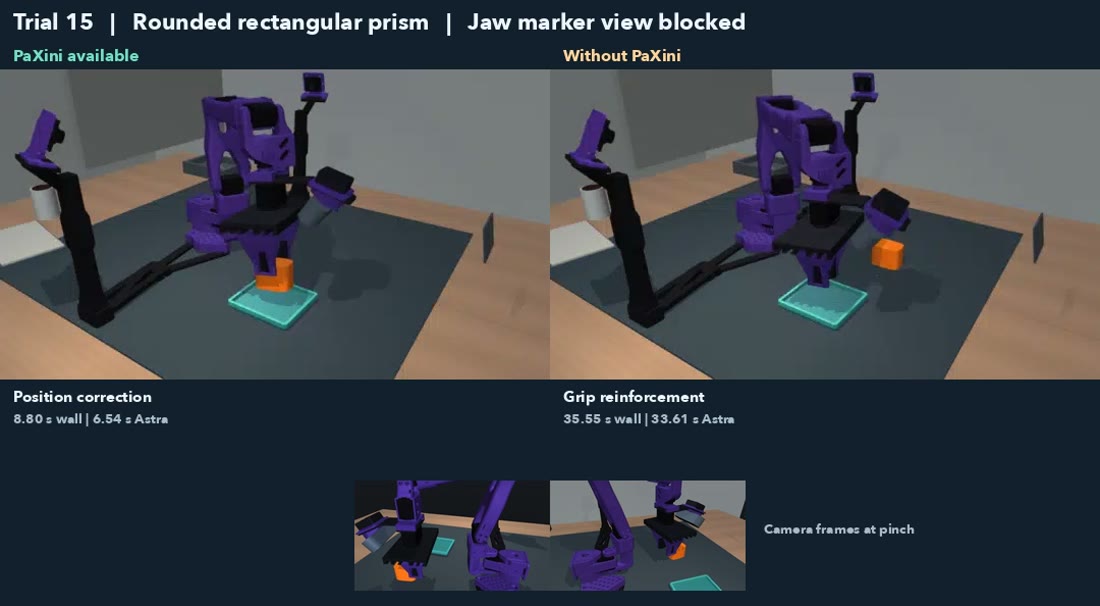 Trial 15 | Rounded rectangular prism | Jaw marker view blocked
PaXini available
Without PaXini
Position correction
8.80 s wall | 6.54 s Astra
Grip reinforcement
35.55 s wall | 33.61 s Astra
Camera frames at pinch